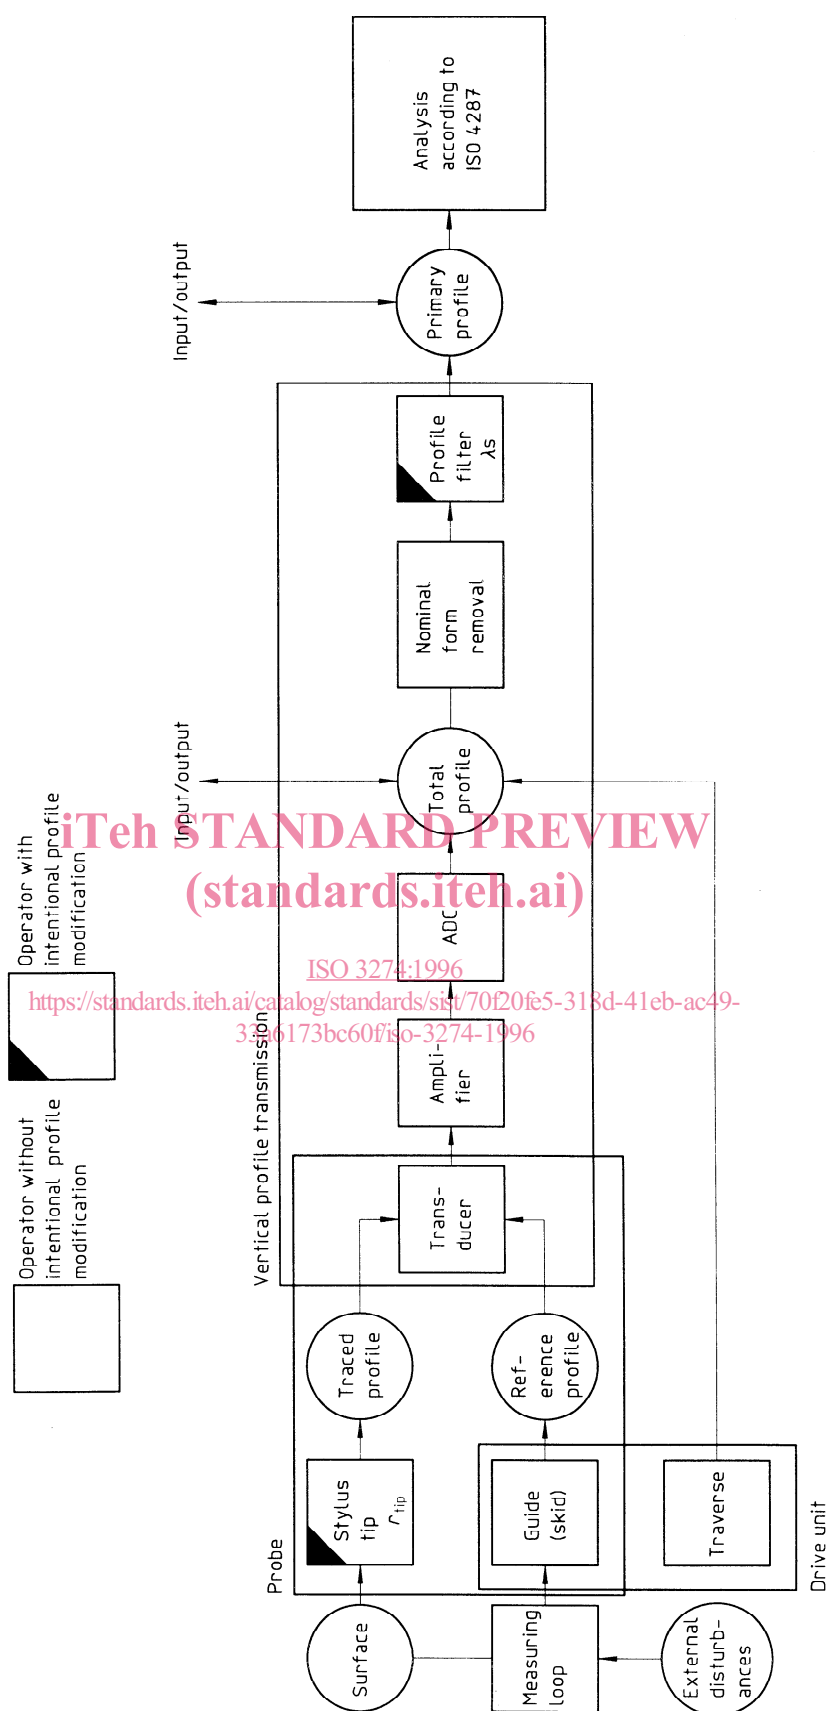 Surface
Measuring
loop
External
disturb-
ances
Probe
Stylus
tip
rtip
Guide
(skid)
Traverse
Drive unit
Traced
profile
Ref-
erence
profile
Vertical profile transmission
Trans-
ducer
Ampli-
fier
ADC
Total
profile
Input/output
Nominal
form
removal
Profile
filter
λs
Primary
profile
Input/output
Analysis
according to
ISO 4287
Operator without
intentional profile
modification
Operator with
intentional profile
modification
iTeh STANDARD PREVIEW
(standards.iteh.ai)
ISO 3274:1996
https://standards.iteh.ai/catalog/standards/sist/70f20fe5-318d-41eb-ac49-
33a6173bc60f/iso-3274-1996